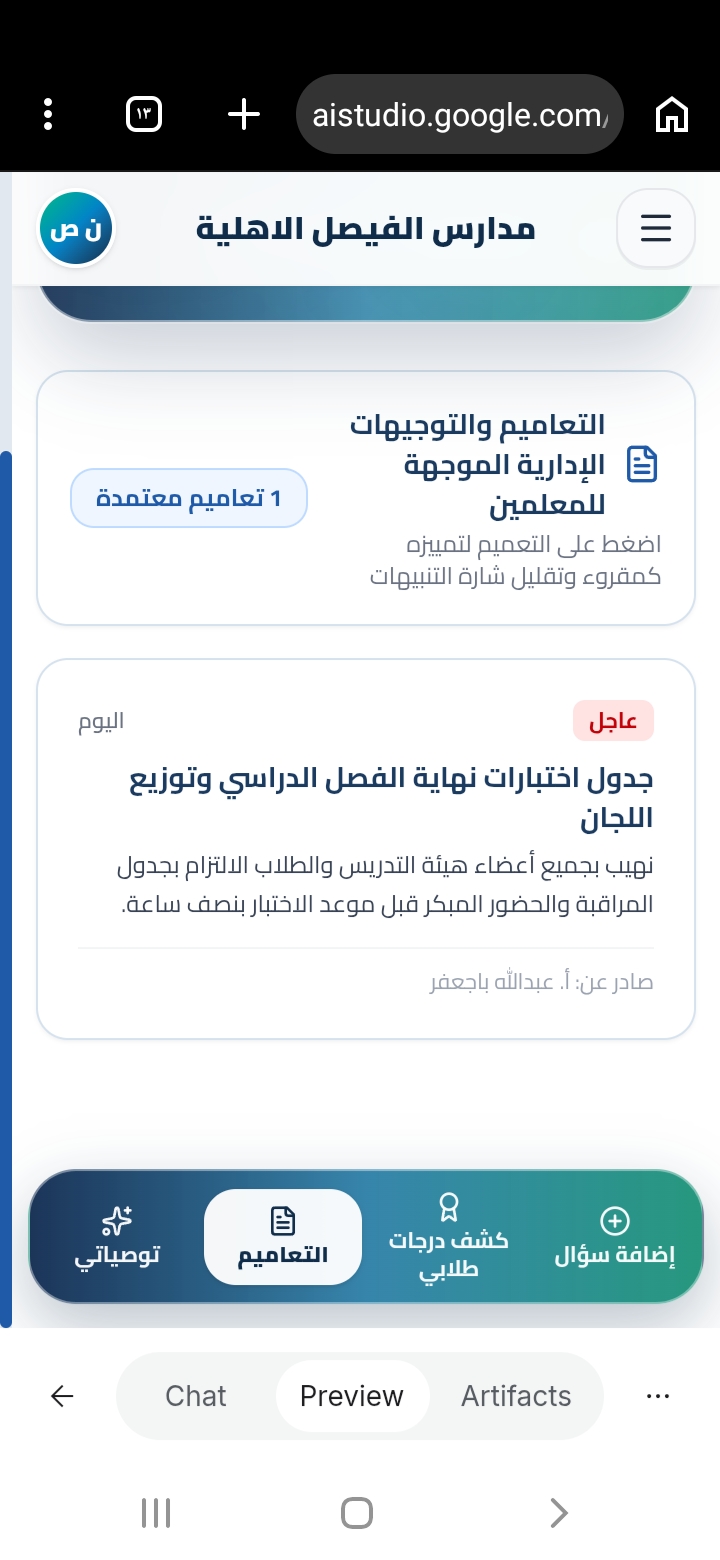 ١٣
aistudio.google.com/
مدارس الفيصل الاهلية
ن ص
التعاميم والتوجيهات
الإدارية الموجهة
للمعلمين
1 تعاميم معتمدة
اضغط على التعميم لتمييزه
كمقروء وتقليل شارة التنبيهات
عاجل
اليوم
جدول اختبارات نهاية الفصل الدراسي وتوزيع
اللجان
نهيب بجميع أعضاء هيئة التدريس والطلاب الالتزام بجدول
المراقبة والحضور المبكر قبل موعد الاختبار بنصف ساعة.
صادر عن: أ. عبدالله باجعفر
إضافة سؤال
كشف درجات
طلابي
التعاميم
توصياتي
Chat
Preview
Artifacts